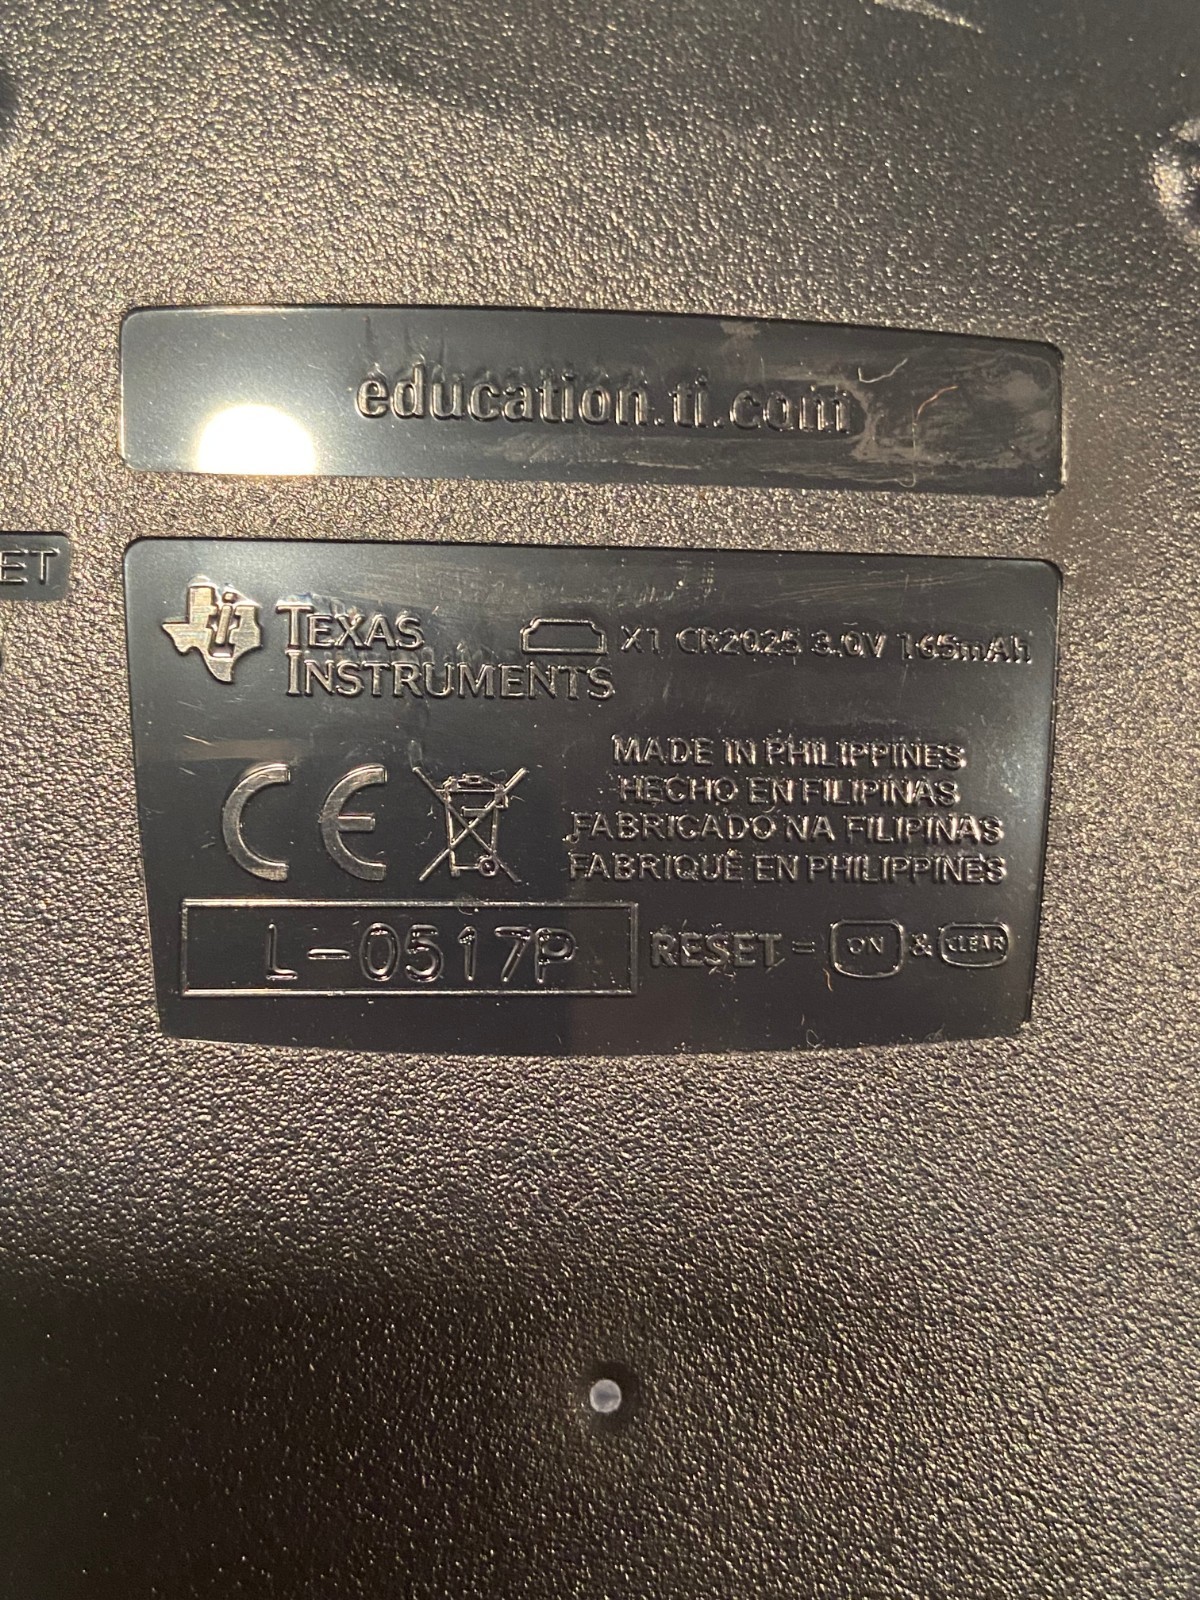 education.ti.com
ET
TEXAS
INSTRUMENTS
X1 CR2025 3.0V 165mAh
MADE IN PHILIPPINES
HECHO EN FILIPINAS
FABRICADO NA FILIPINAS
FABRIQUÉ EN PHILIPPINES
CE
L-0517P
RESET = ON & CLEAR